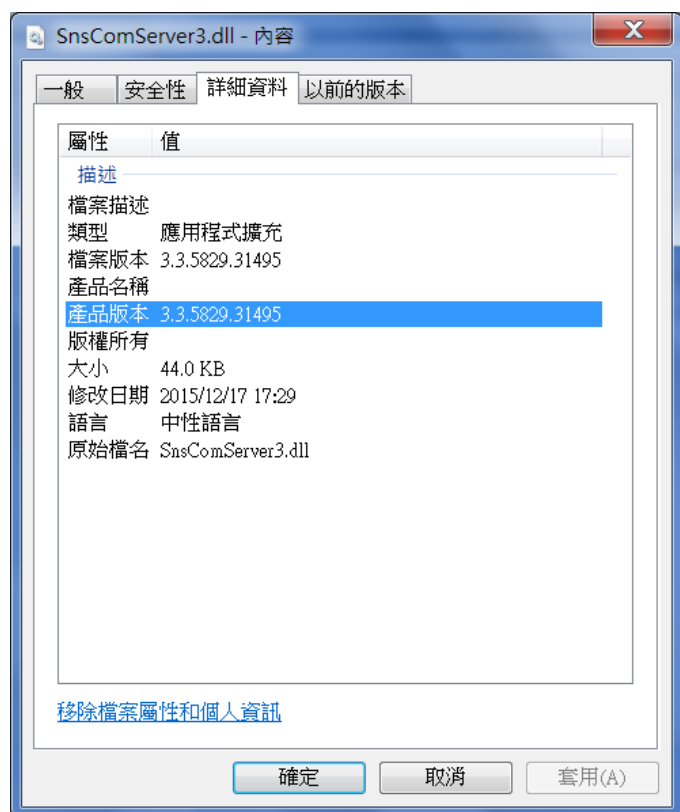 SnsComServer3.dll - 內容
一般 安全性 詳細資料 以前的版本
屬性 值
描述
檔案描述
類型 應用程式擴充
檔案版本 3.3.5829.31495
產品名稱
產品版本 3.3.5829.31495
版權所有
大小 44.0 KB
修改日期 2015/12/17 17:29
語言 中性語言
原始檔名 SnsComServer3.dll
移除檔案屬性和個人資訊
確定 取消 套用(A)